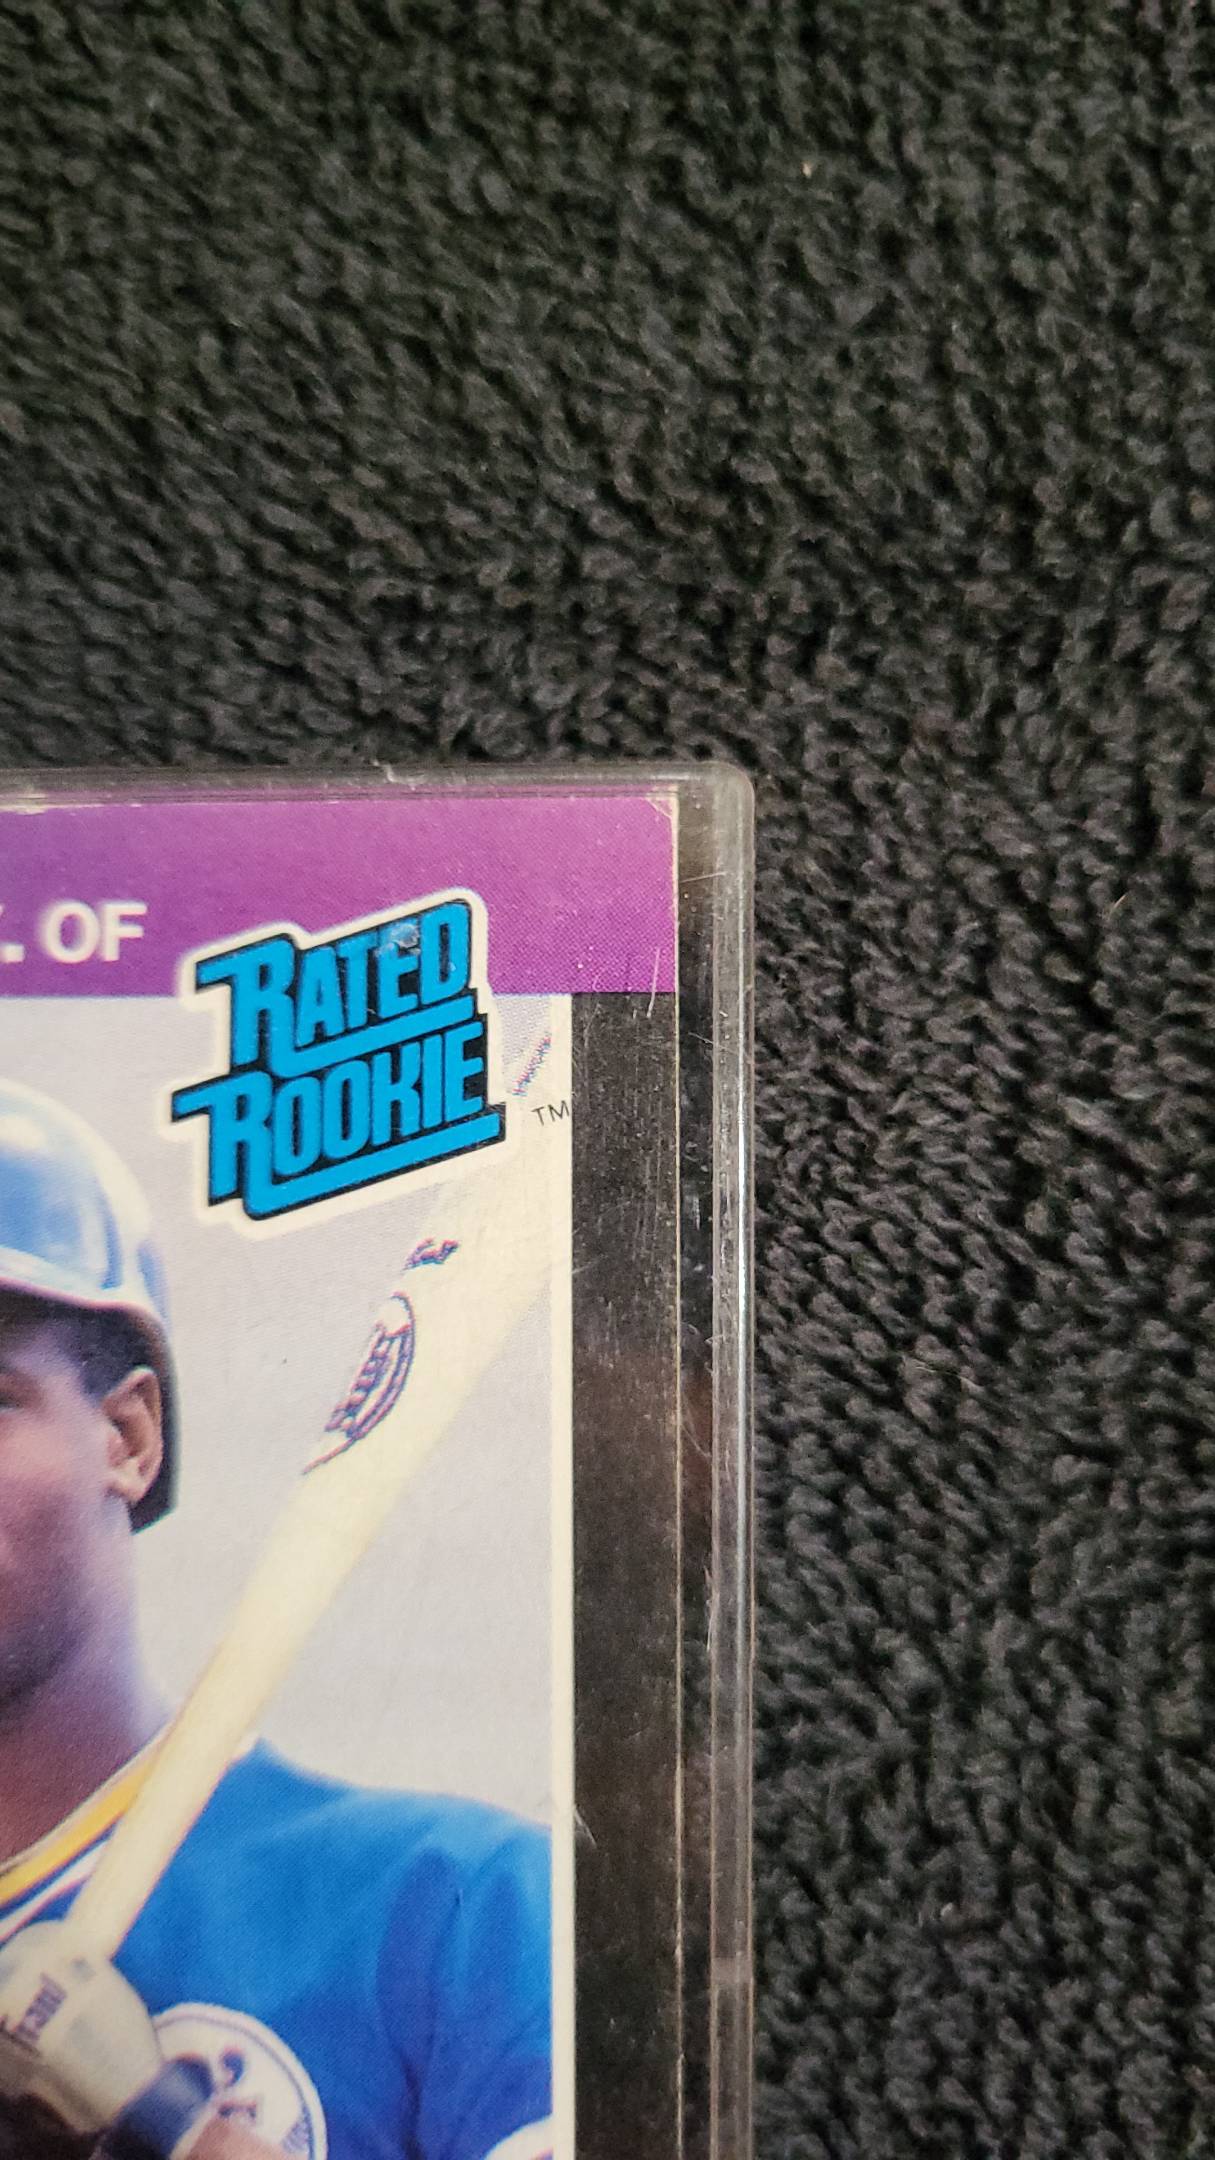 . OF
RATED
ROOKIE
TM